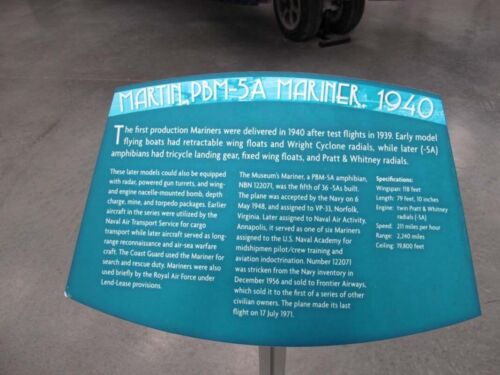 MARTIN PBM-5A MARINER, 1940
The first production Mariners were delivered in 1940 after test flights in 1939. Early model
flying boats had retractable wing floats and Wright Cyclone radials, while later (-5A)
amphibians had tricycle landing gear, fixed wing floats, and Pratt & Whitney radials.
These later models could also be equipped
with radar, powered gun turrets, and wing-
and engine nacelle-mounted bomb, depth
charge, mine, and torpedo packages. Earlier
aircraft in the series were utilized by the
Naval Air Transport Service for cargo
transport while later aircraft served as long-
range reconnaissance and air-sea warfare
craft. The Coast Guard used the Mariner for
search and rescue duty. Mariners were also
used briefly by the Royal Air Force under
Lend-Lease provisions.
The Museum's Mariner, a PBM-5A amphibian,
NBN 122071, was the fifth of 36 -5As built.
The plane was accepted by the Navy on 6
May 1948, and assigned to VP-33, Norfolk,
Virginia. Later assigned to Naval Air Activity,
Annapolis, it served as one of six Mariners
assigned to the U.S. Naval Academy for
midshipmen pilot/crew training and
aviation indoctrination. Number 122071
was stricken from the Navy inventory in
December 1956 and sold to Frontier Airways,
which sold it to the first of a series of other
civilian owners. The plane made its last
flight on 17 July 1971.
Specifications:
Wingspan: 118 feet
Length: 79 feet, 10 inches
Engine: twin Pratt & Whitney
radials (-5A)
Speed: 211 miles per hour
Range: 2,240 miles
Ceiling: 19,800 feet